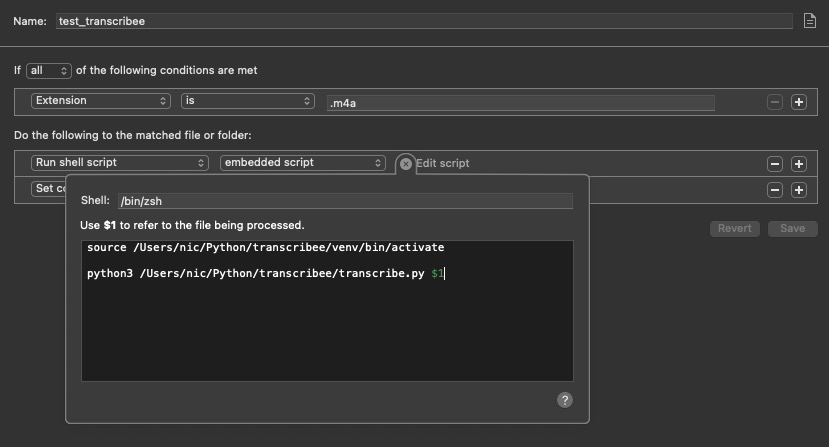 Name: test_transcribee
If all of the following conditions are met
Extension is .m4a
Do the following to the matched file or folder:
Run shell script embedded script Edit script
Set co
Shell: /bin/zsh
Use $1 to refer to the file being processed.
Revert Save
source /Users/nic/Python/transcribee/venv/bin/activate
python3 /Users/nic/Python/transcribee/transcribe.py $1
?